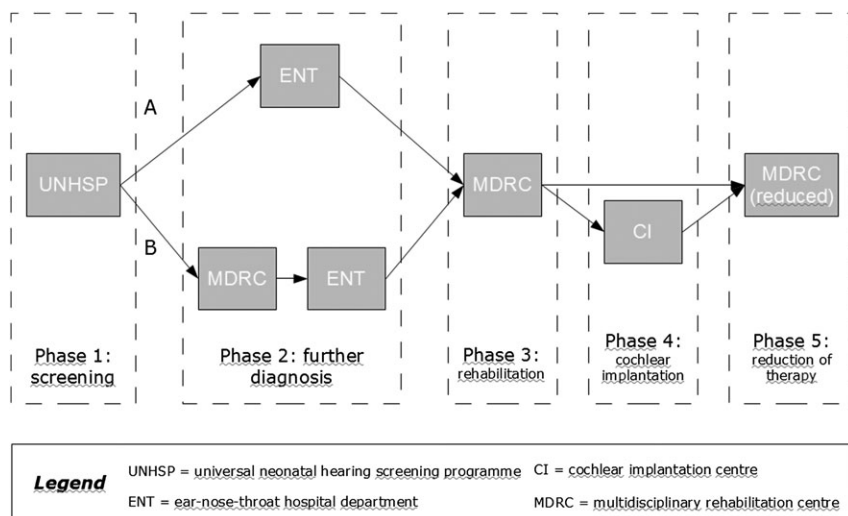 A
ENT
UNHSP
MDRC
MDRC
(reduced)
CI
B
MDRC
ENT
Phase 1:
screening
Phase 2: further
diagnosis
Phase 3:
rehabilitation
Phase 4:
cochlear
implantation
Phase 5:
reduction of
therapy
Legend
UNHSP = universal neonatal hearing screening programme
CI = cochlear implantation centre
ENT = ear-nose-throat hospital department
MDRC = multidisciplinary rehabilitation centre